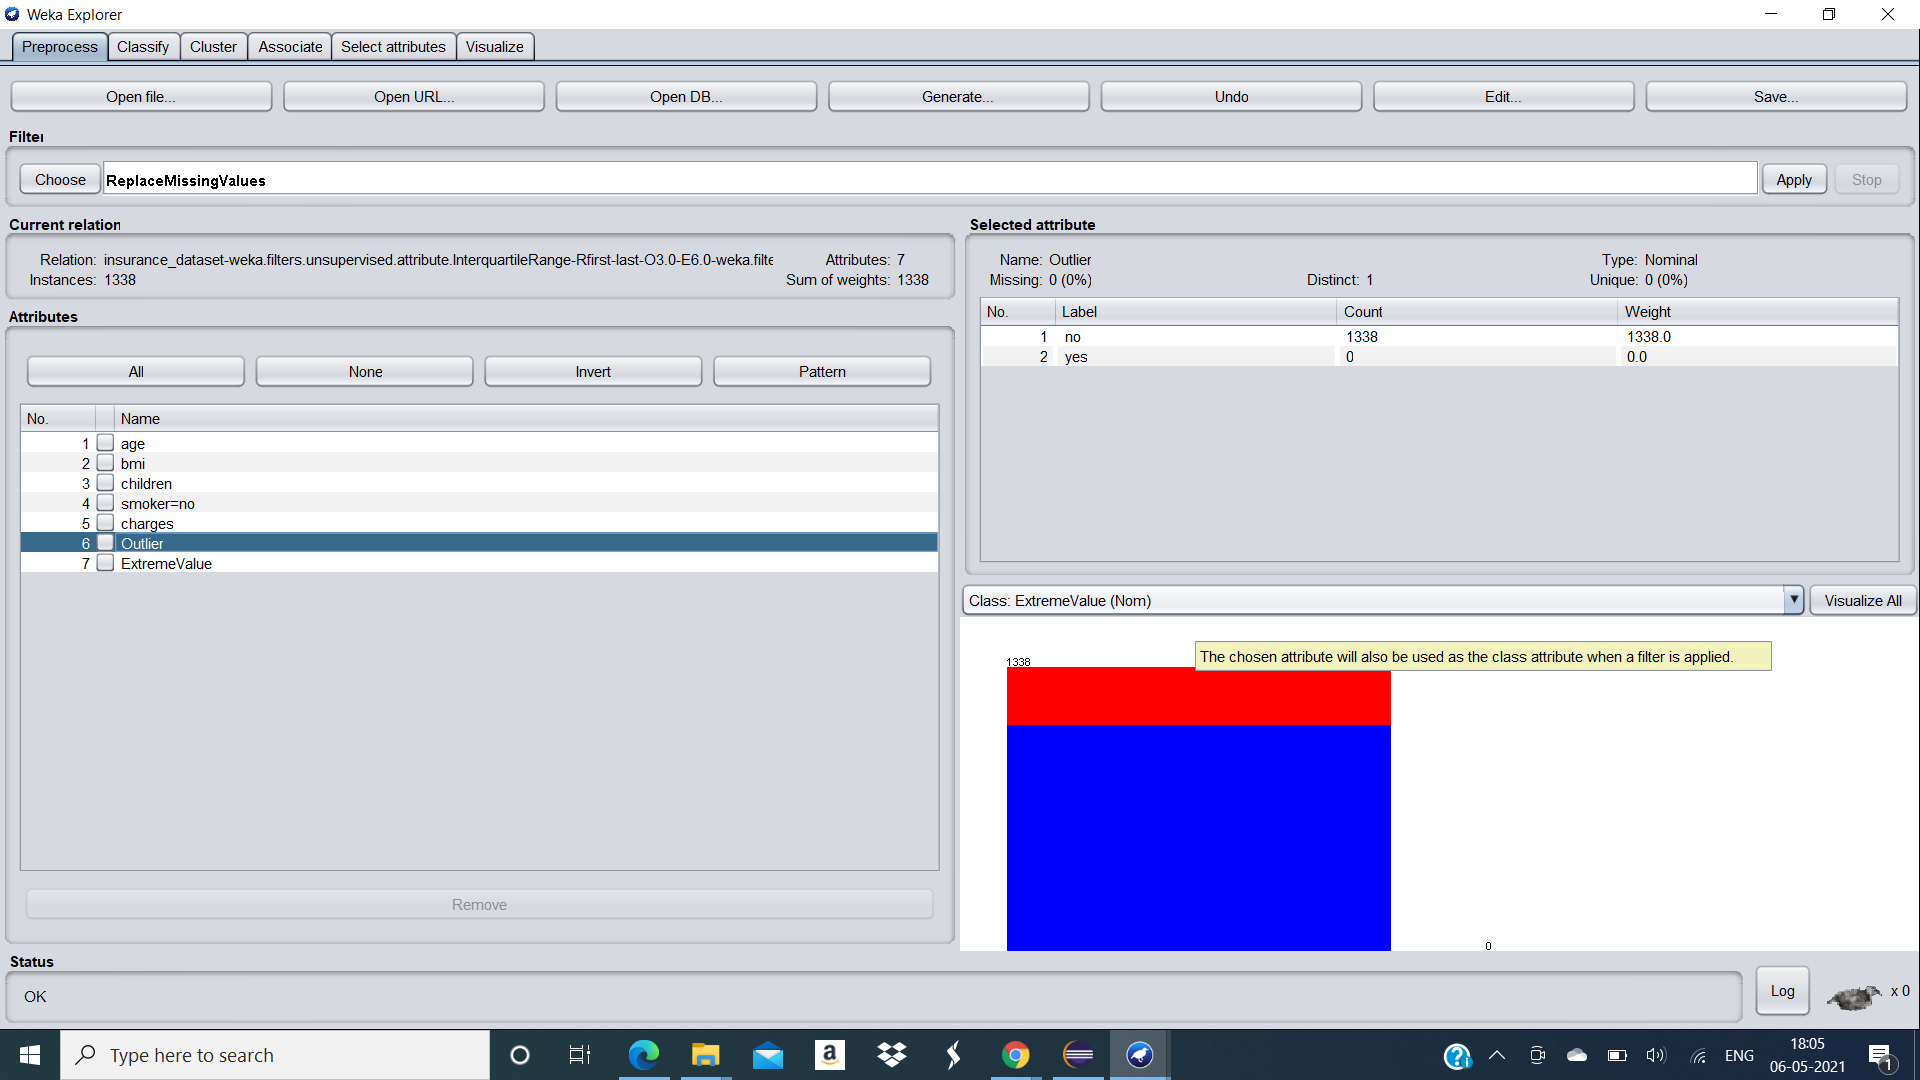 Weka Explorer
Preprocess Classify Cluster Associate Select attributes Visualize
Open file... Open URL... Open DB... Generate... Undo Edit... Save...
Filter
Choose ReplaceMissingValues Apply Stop
Current relation
Relation: insurance_dataset-weka.filters.unsupervised.attribute.InterquartileRange-Rfirst-last-O3.0-E6.0-weka.filte Attributes: 7
Instances: 1338 Sum of weights: 1338
Attributes
All None Invert Pattern
No. Name
1 age
2 bmi
3 children
4 smoker=no
5 charges
6 Outlier
7 ExtremeValue
Remove
Selected attribute
Name: Outlier Type: Nominal
Missing: 0 (0%) Distinct: 1 Unique: 0 (0%)
No. Label Count Weight
1 no 1338 1338.0
2 yes 0 0.0
Class: ExtremeValue (Nom) Visualize All
The chosen attribute will also be used as the class attribute when a filter is applied.
1338
0
Status
OK
Log x 0
Type here to search
a
ENG
18:05
06-05-2021
1